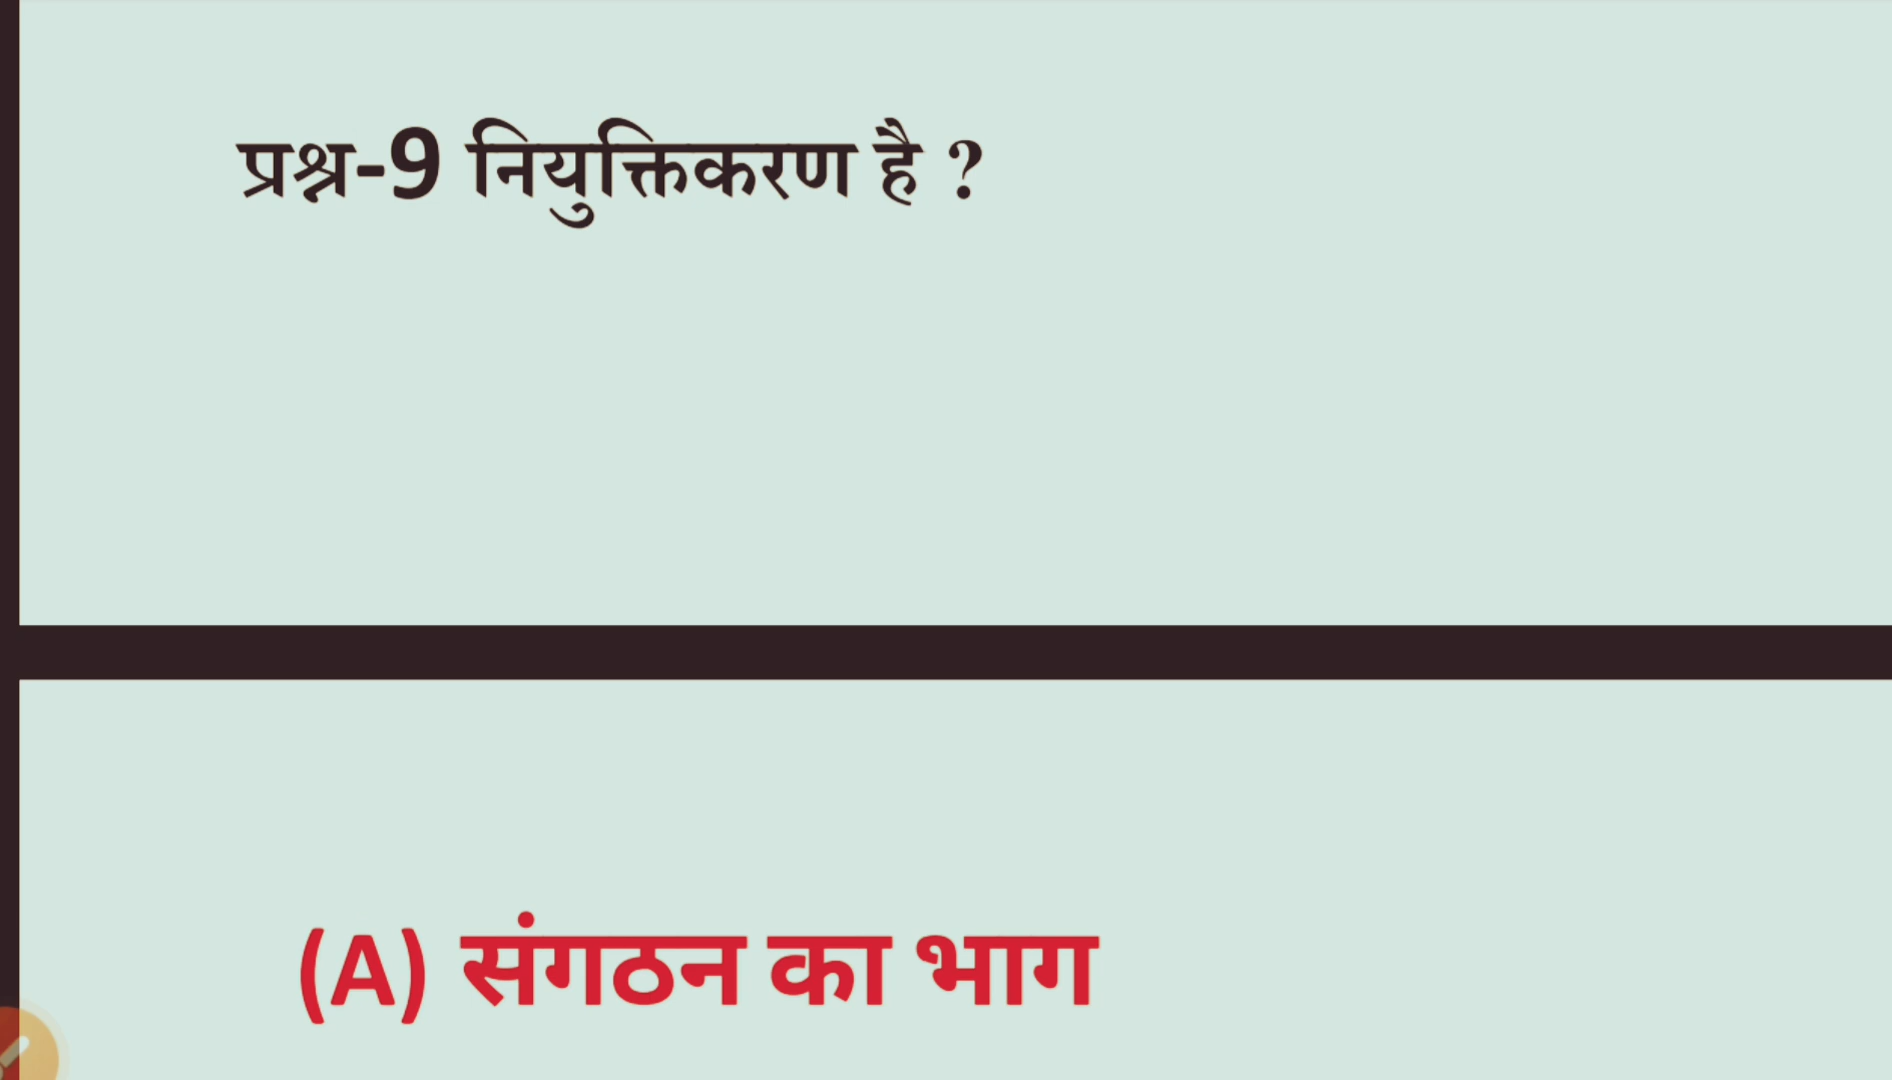 प्रश्न-9 नियुक्तिकरण है ?
(A) संगठन का भाग